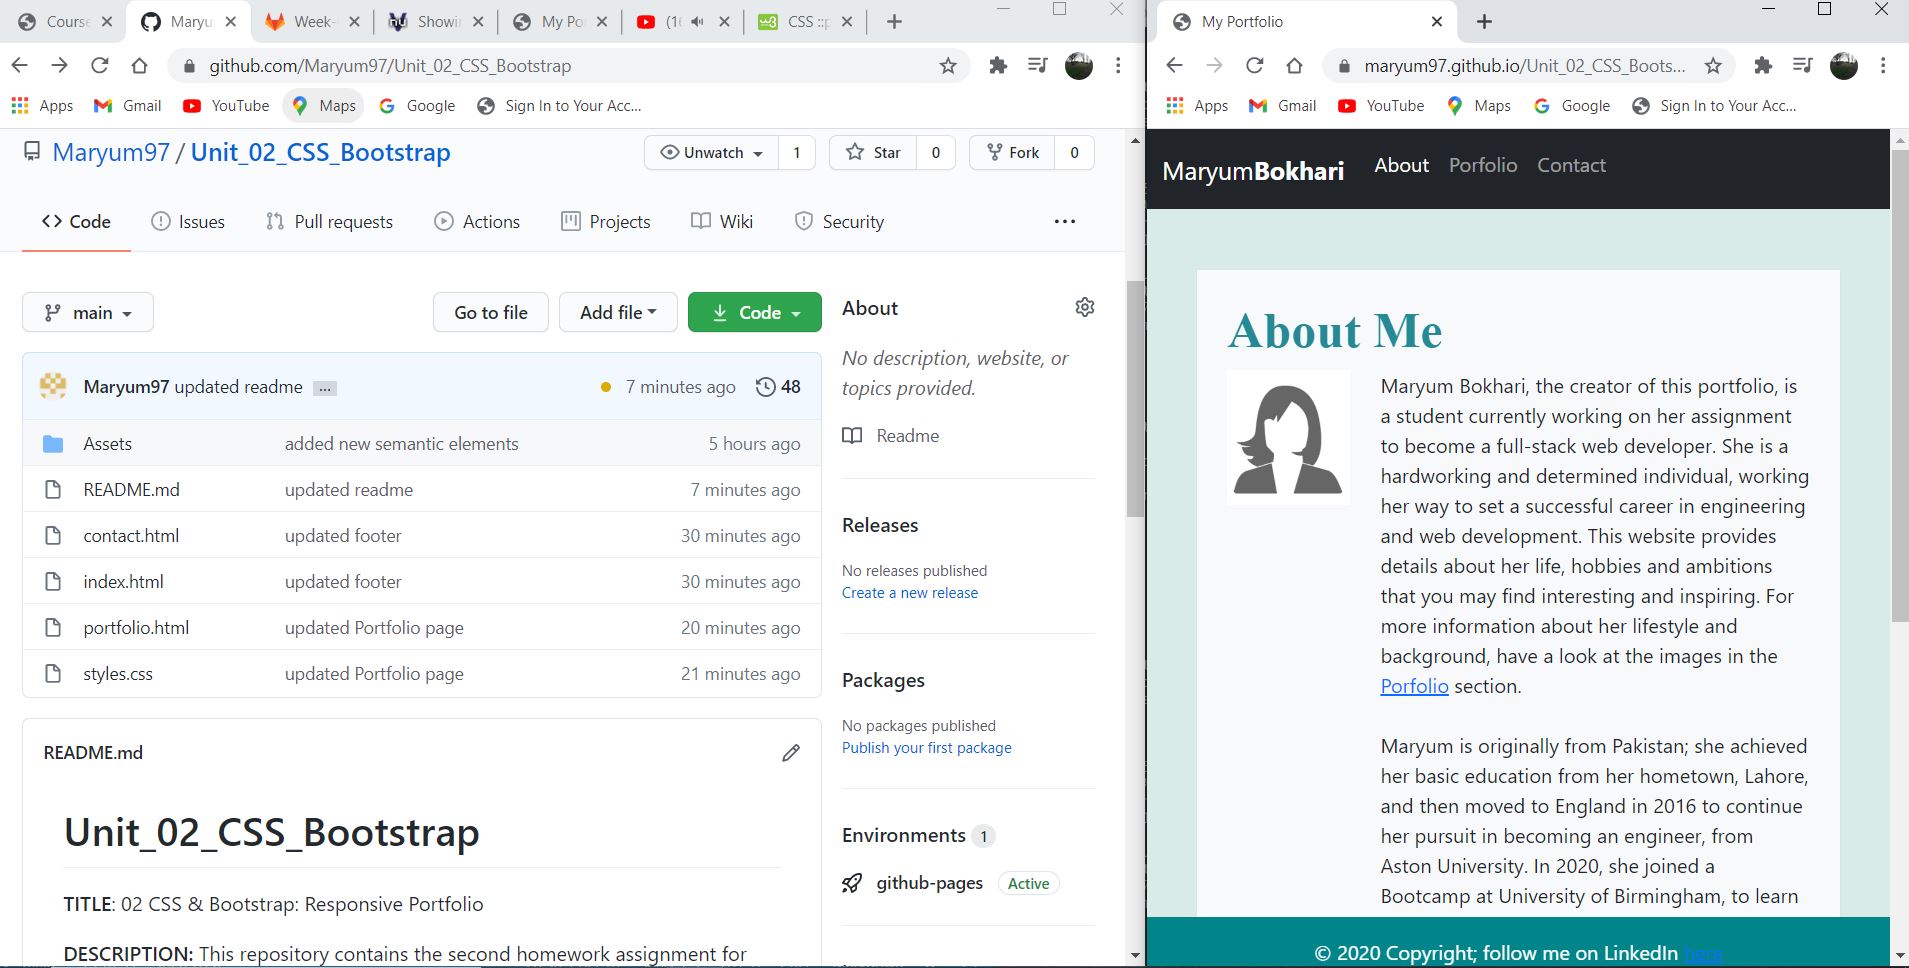 Course
Maryu
Week-
Showin
My Po
(16
CSS ::p
github.com/Maryum97/Unit_02_CSS_Bootstrap
Apps
Gmail
YouTube
Maps
Google
Sign In to Your Acc...
Maryum97 / Unit_02_CSS_Bootstrap
Unwatch 1
Star 0
Fork 0
Code
Issues
Pull requests
Actions
Projects
Wiki
Security
main
Go to file
Add file
Code
Maryum97 updated readme ... 7 minutes ago 48
Assets added new semantic elements 5 hours ago
README.md updated readme 7 minutes ago
contact.html updated footer 30 minutes ago
index.html updated footer 30 minutes ago
portfolio.html updated Portfolio page 20 minutes ago
styles.css updated Portfolio page 21 minutes ago
README.md
Unit_02_CSS_Bootstrap
TITLE: 02 CSS & Bootstrap: Responsive Portfolio
DESCRIPTION: This repository contains the second homework assignment for
About
No description, website, or
topics provided.
Readme
Releases
No releases published
Create a new release
Packages
No packages published
Publish your first package
Environments 1
github-pages Active
My Portfolio
maryum97.github.io/Unit_02_CSS_Boots...
Apps
Gmail
YouTube
Maps
Google
Sign In to Your Acc...
MaryumBokhari About Porfolio Contact
About Me
Maryum Bokhari, the creator of this portfolio, is
a student currently working on her assignment
to become a full-stack web developer. She is a
hardworking and determined individual, working
her way to set a successful career in engineering
and web development. This website provides
details about her life, hobbies and ambitions
that you may find interesting and inspiring. For
more information about her lifestyle and
background, have a look at the images in the
Porfolio section.
Maryum is originally from Pakistan; she achieved
her basic education from her hometown, Lahore,
and then moved to England in 2016 to continue
her pursuit in becoming an engineer, from
Aston University. In 2020, she joined a
Bootcamp at University of Birmingham, to learn
© 2020 Copyright; follow me on LinkedIn here